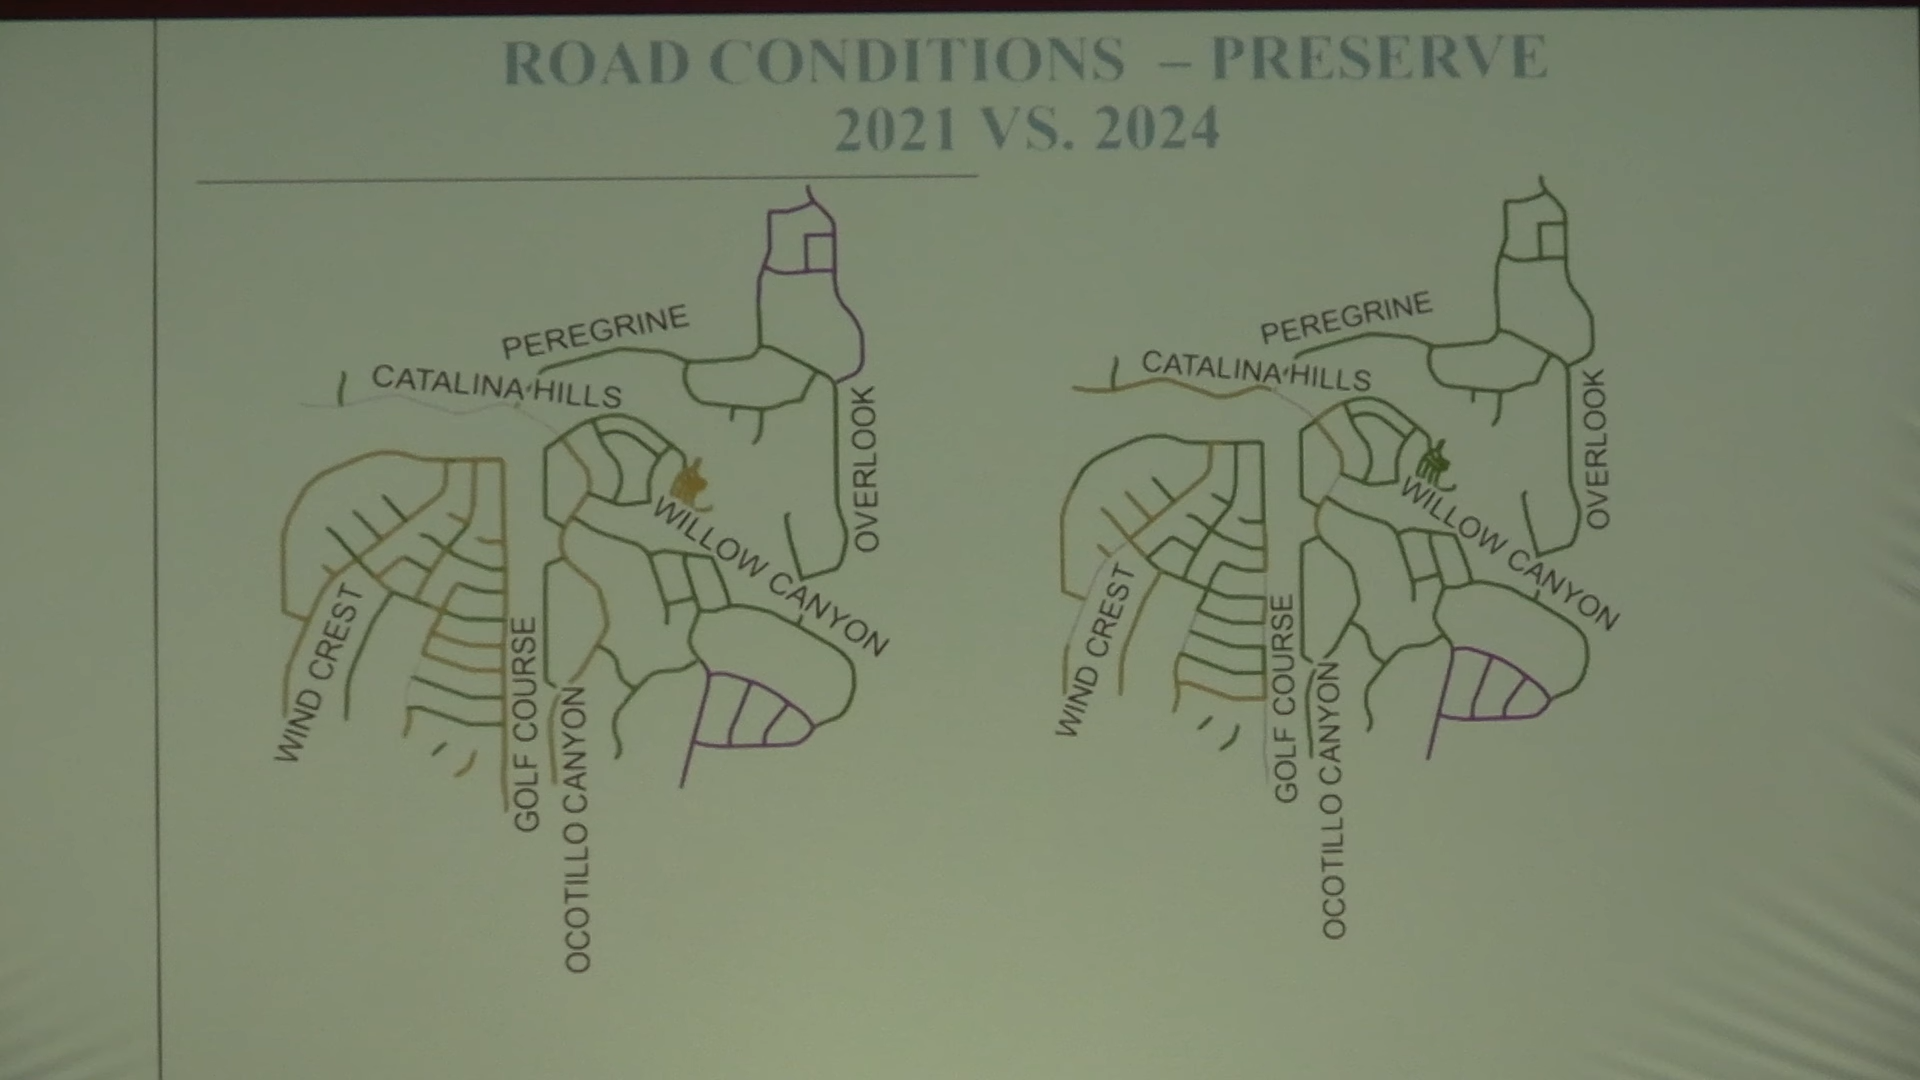 ROAD CONDITIONS – PRESERVE
2021 VS. 2024
PEREGRINE
CATALINA HILLS
OVERLOOK
WILLOW CANYON
WIND CREST
GOLF COURSE
OCOTILLO CANYON
PEREGRINE
CATALINA HILLS
OVERLOOK
WILLOW CANYON
WIND CREST
GOLF COURSE
OCOTILLO CANYON